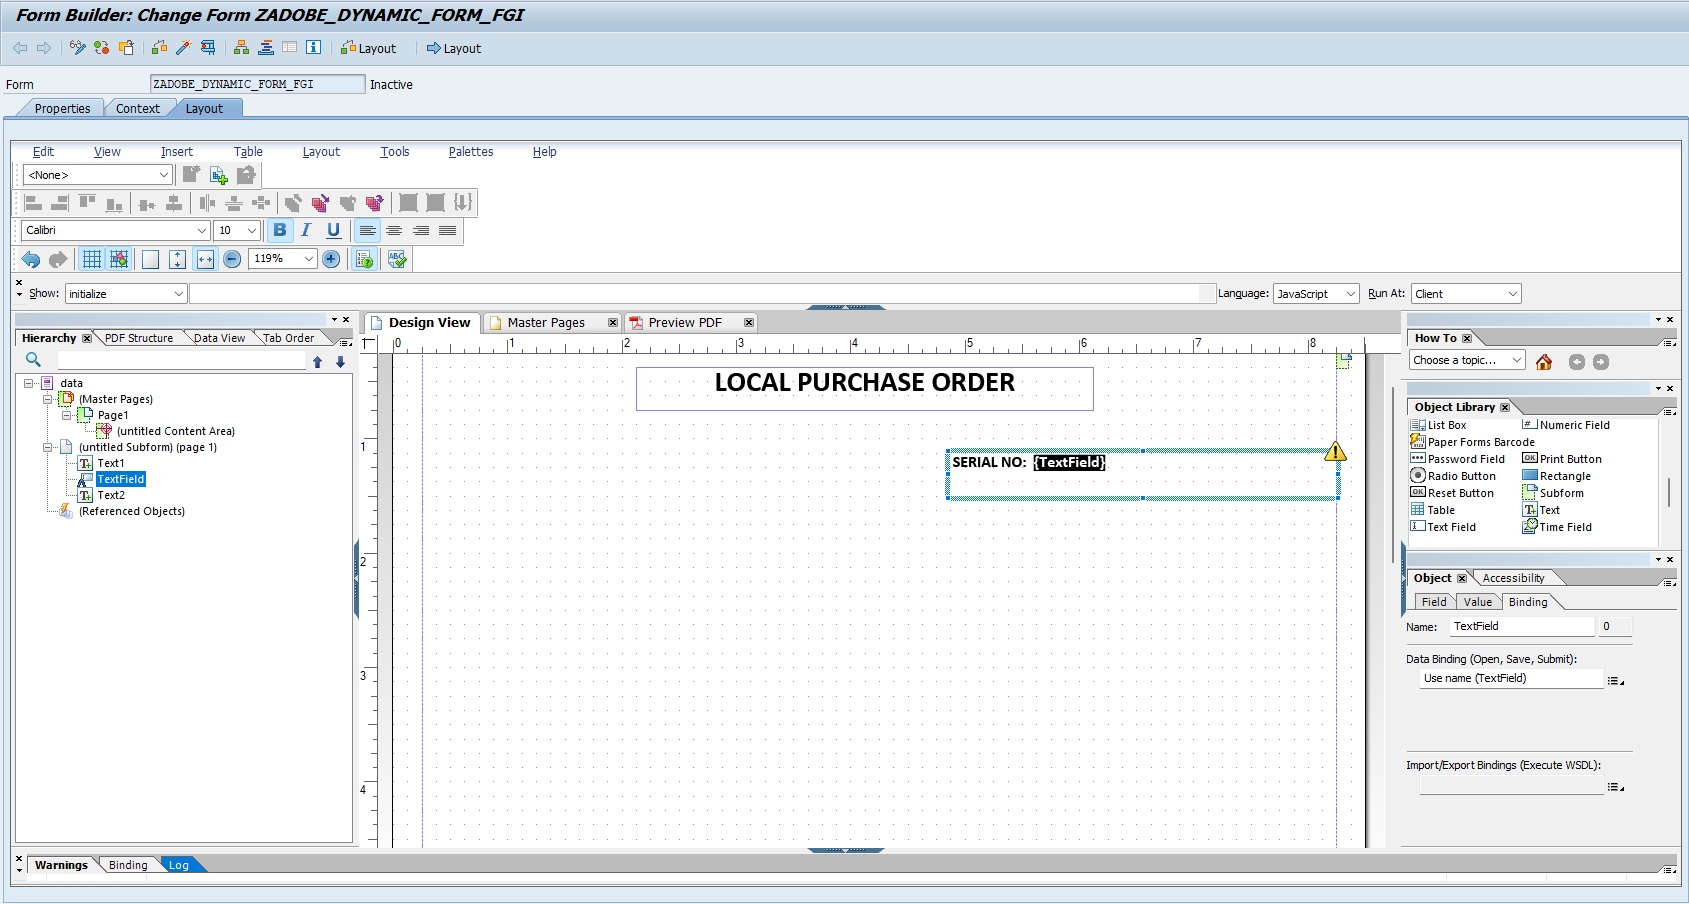 Form Builder: Change Form ZADOBE_DYNAMIC_FORM_FGI
Layout Layout
Form ZADOBE_DYNAMIC_FORM_FGI Inactive
Properties Context Layout
Edit View Insert Table Layout Tools Palettes Help
<None>
Calibri 10 B I U
119% ABC
Show: initialize Language: JavaScript Run At: Client
Hierarchy PDF Structure Data View Tab Order
data
(Master Pages)
Page1
(untitled Content Area)
(untitled Subform) (page 1)
Text1
TextField
Text2
(Referenced Objects)
Design View Master Pages Preview PDF
0 1 2 3 4 5 6 7 8
1
2
3
4
LOCAL PURCHASE ORDER
SERIAL NO: {TextField}
How To
Choose a topic...
Object Library
List Box Numeric Field
Paper Forms Barcode
Password Field Print Button
Radio Button Rectangle
Reset Button Subform
Table Text
Text Field Time Field
Object Accessibility
Field Value Binding
Name: TextField 0
Data Binding (Open, Save, Submit):
Use name (TextField)
Import/Export Bindings (Execute WSDL):
Warnings Binding Log